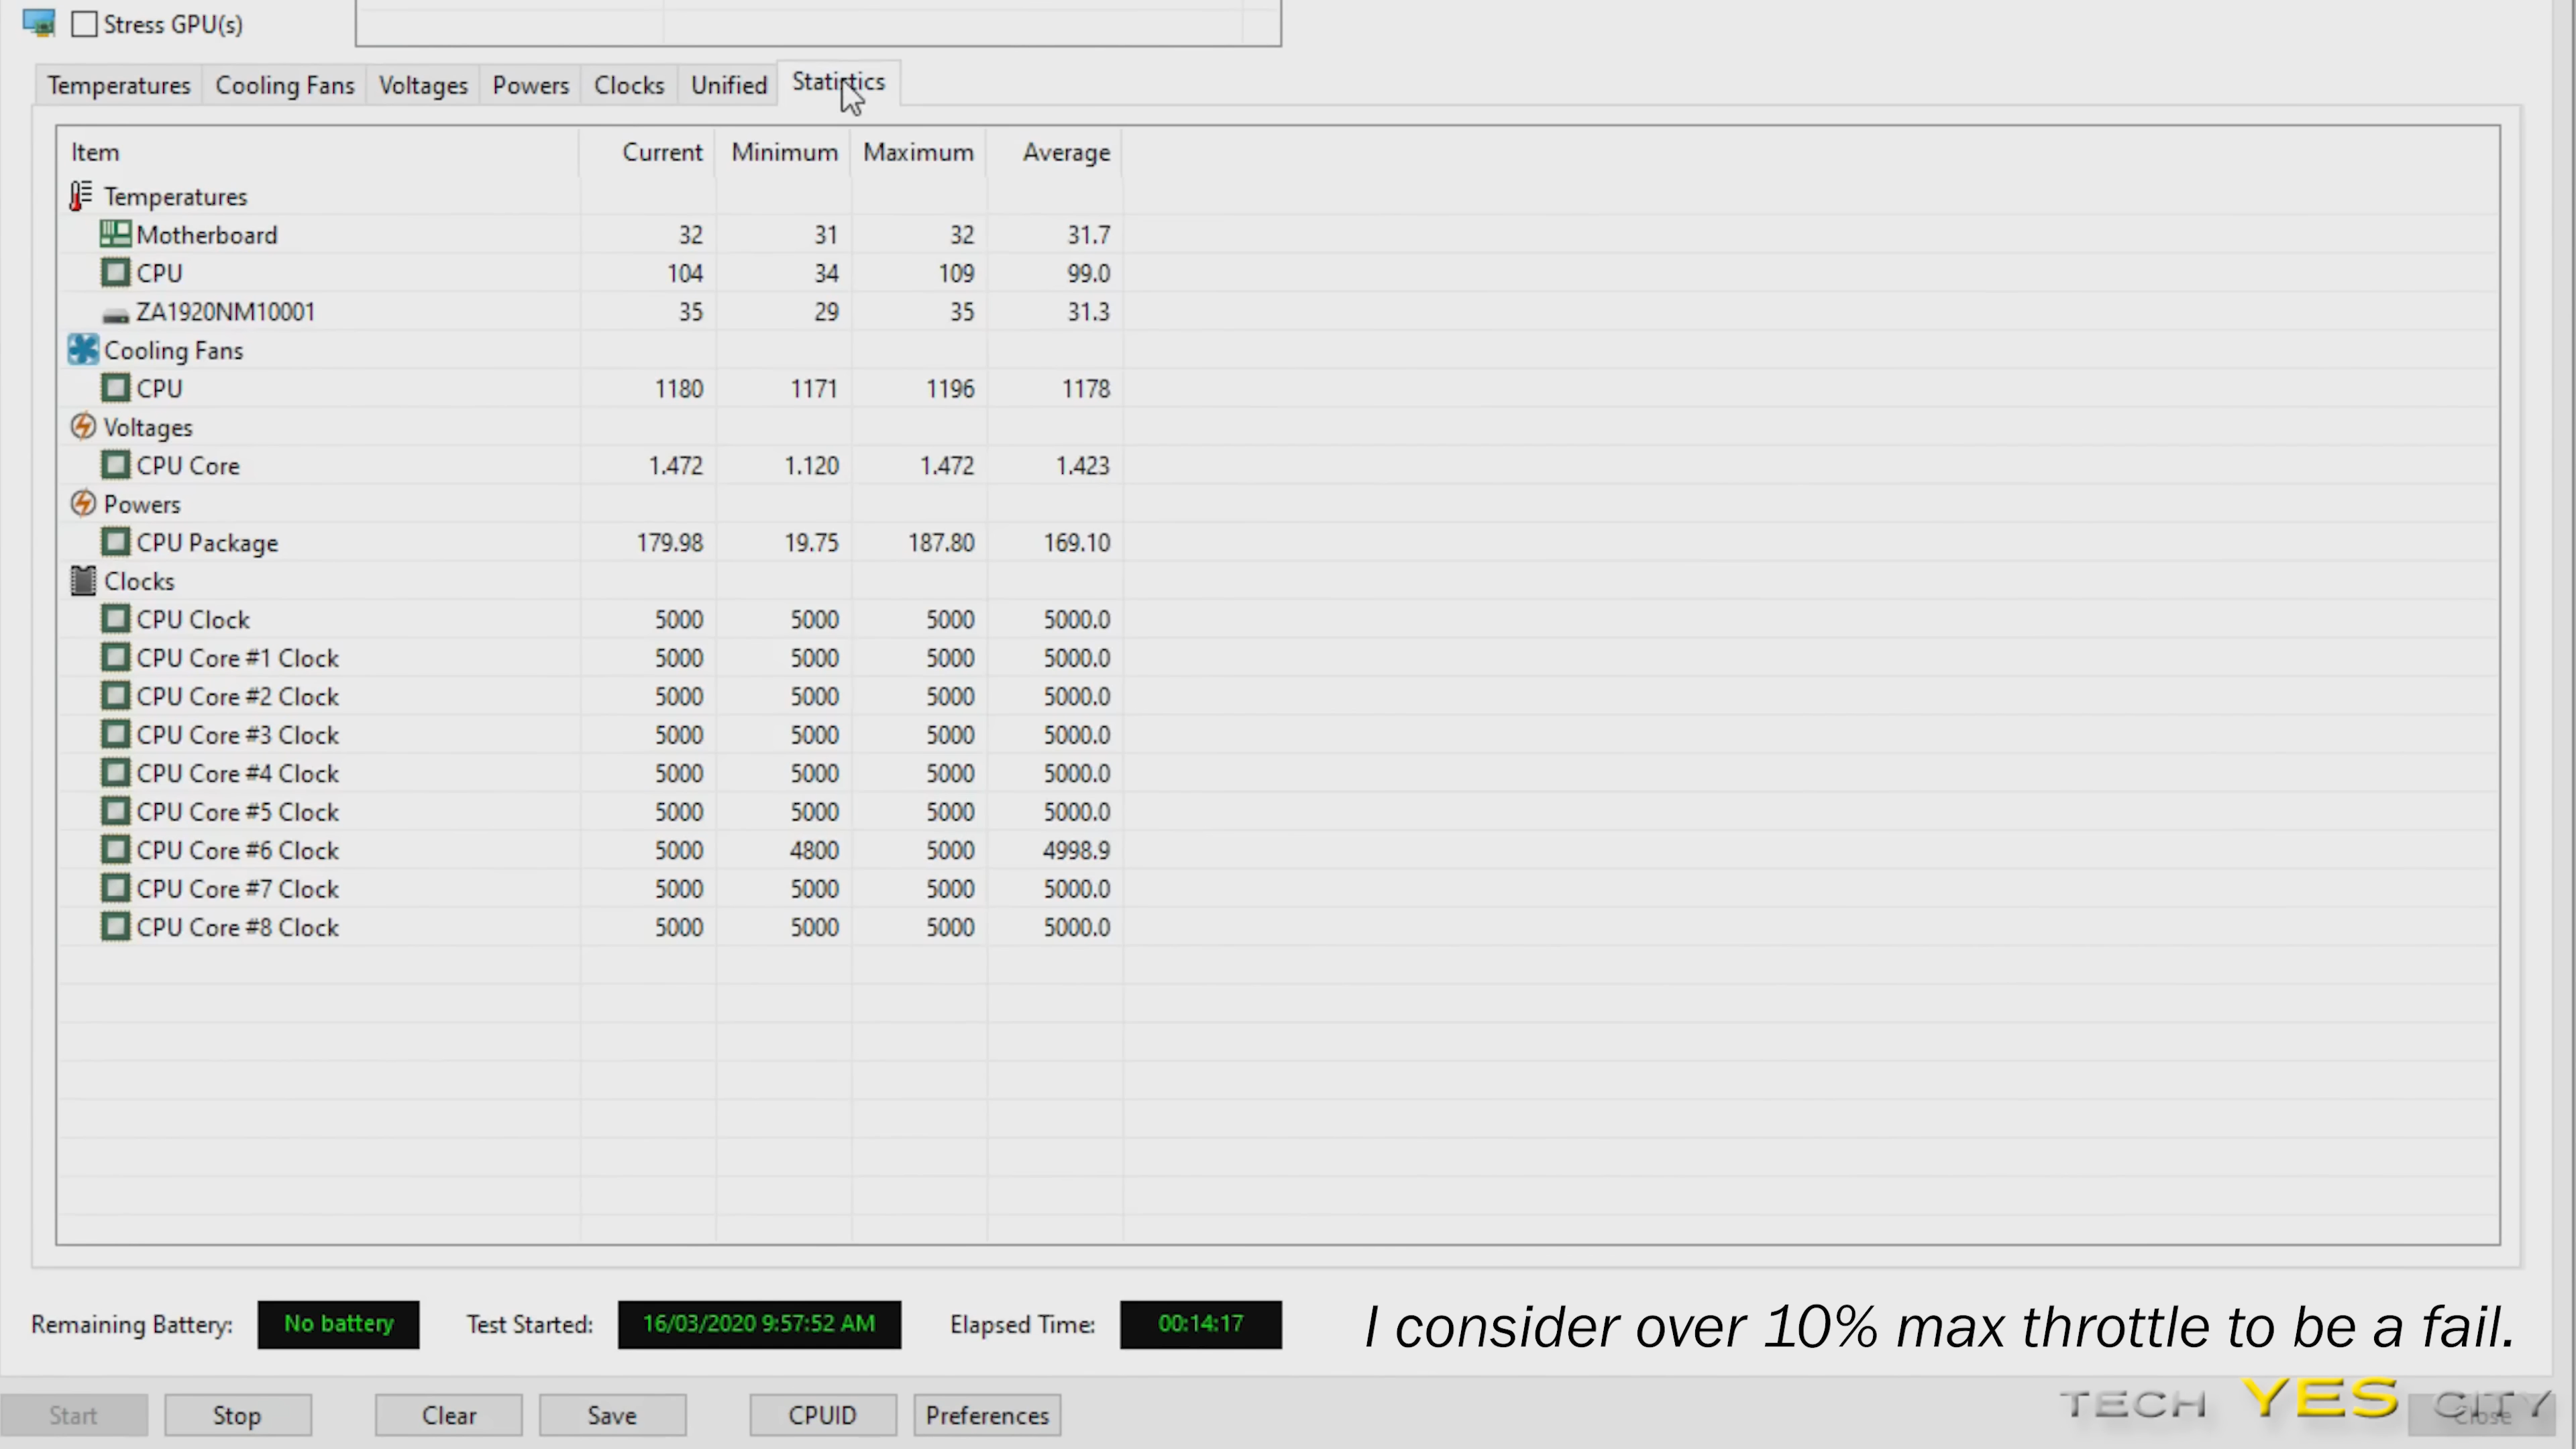 Stress GPU(s)
Temperatures Cooling Fans Voltages Powers Clocks Unified Statistics
Item Current Minimum Maximum Average
Temperatures
Motherboard 32 31 32 31.7
CPU 104 34 109 99.0
ZA1920NM10001 35 29 35 31.3
Cooling Fans
CPU 1180 1171 1196 1178
Voltages
CPU Core 1.472 1.120 1.472 1.423
Powers
CPU Package 179.98 19.75 187.80 169.10
Clocks
CPU Clock 5000 5000 5000 5000.0
CPU Core #1 Clock 5000 5000 5000 5000.0
CPU Core #2 Clock 5000 5000 5000 5000.0
CPU Core #3 Clock 5000 5000 5000 5000.0
CPU Core #4 Clock 5000 5000 5000 5000.0
CPU Core #5 Clock 5000 5000 5000 5000.0
CPU Core #6 Clock 5000 4800 5000 4998.9
CPU Core #7 Clock 5000 5000 5000 5000.0
CPU Core #8 Clock 5000 5000 5000 5000.0
Remaining Battery: No battery Test Started: 16/03/2020 9:57:52 AM Elapsed Time: 00:14:17 I consider over 10% max throttle to be a fail.
Start Stop Clear Save CPUID Preferences Close
TECH YES CITY